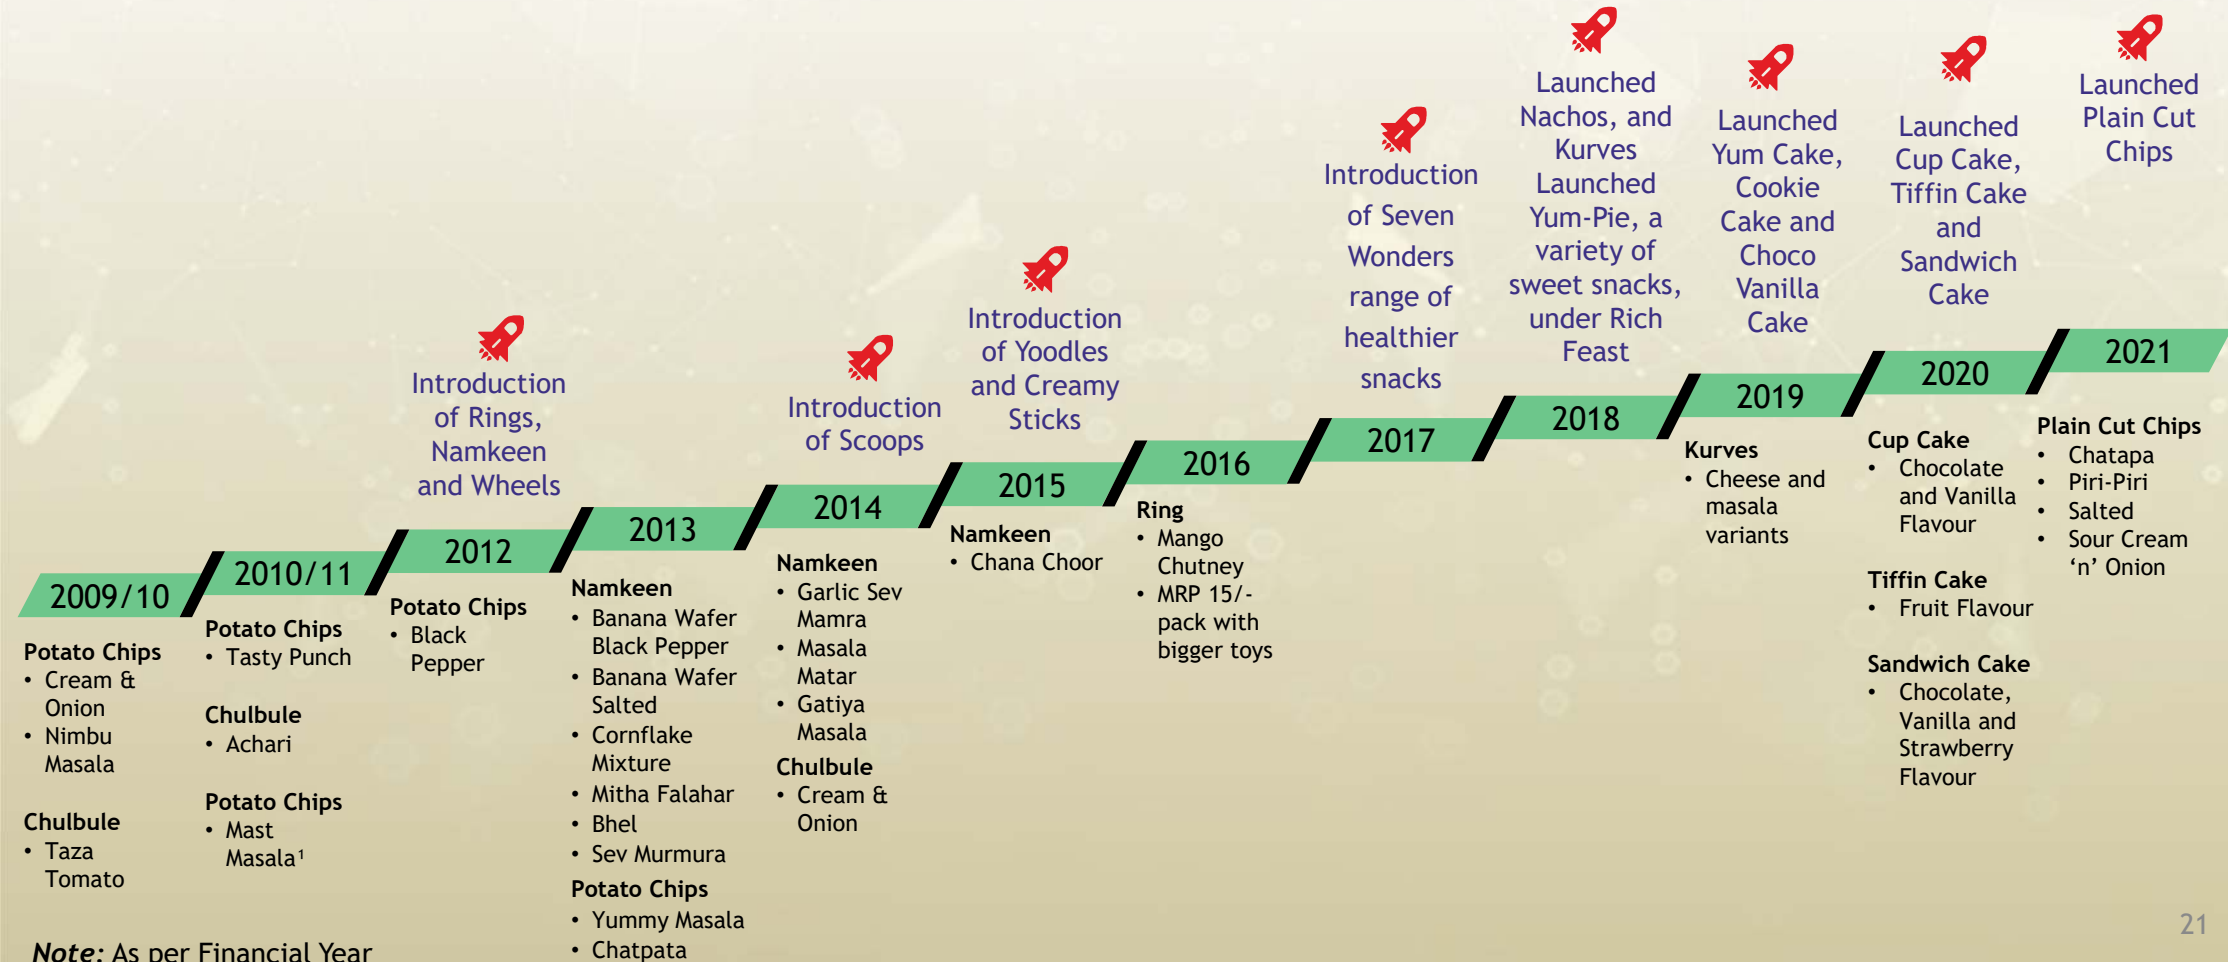 Introduction
of Rings,
Namkeen
and Wheels
Introduction
of Scoops
Introduction
of Yoodles
and Creamy
Sticks
Introduction
of Seven
Wonders
range of
healthier
snacks
Launched
Nachos, and
Kurves
Launched
Yum-Pie, a
variety of
sweet snacks,
under Rich
Feast
Launched
Yum Cake,
Cookie
Cake and
Choco
Vanilla
Cake
Launched
Cup Cake,
Tiffin Cake
and
Sandwich
Cake
Launched
Plain Cut
Chips
2009/10
Potato Chips
• Cream &
Onion
• Nimbu
Masala
Chulbule
• Taza
Tomato
2010/11
Potato Chips
• Tasty Punch
Chulbule
• Achari
Potato Chips
• Mast
Masala¹
2012
Potato Chips
• Black
Pepper
2013
Namkeen
• Banana Wafer
Black Pepper
• Banana Wafer
Salted
• Cornflake
Mixture
• Mitha Falahar
• Bhel
• Sev Murmura
Potato Chips
• Yummy Masala
• Chatpata
2014
Namkeen
• Garlic Sev
Mamra
• Masala
Matar
• Gatiya
Masala
Chulbule
• Cream &
Onion
2015
Namkeen
• Chana Choor
2016
Ring
• Mango
Chutney
• MRP 15/-
pack with
bigger toys
2017
2018
2019
Kurves
• Cheese and
masala
variants
2020
Cup Cake
• Chocolate
and Vanilla
Flavour
Tiffin Cake
• Fruit Flavour
Sandwich Cake
• Chocolate,
Vanilla and
Strawberry
Flavour
2021
Plain Cut Chips
• Chatapa
• Piri-Piri
• Salted
• Sour Cream
‘n’ Onion
Note: As per Financial Year
21